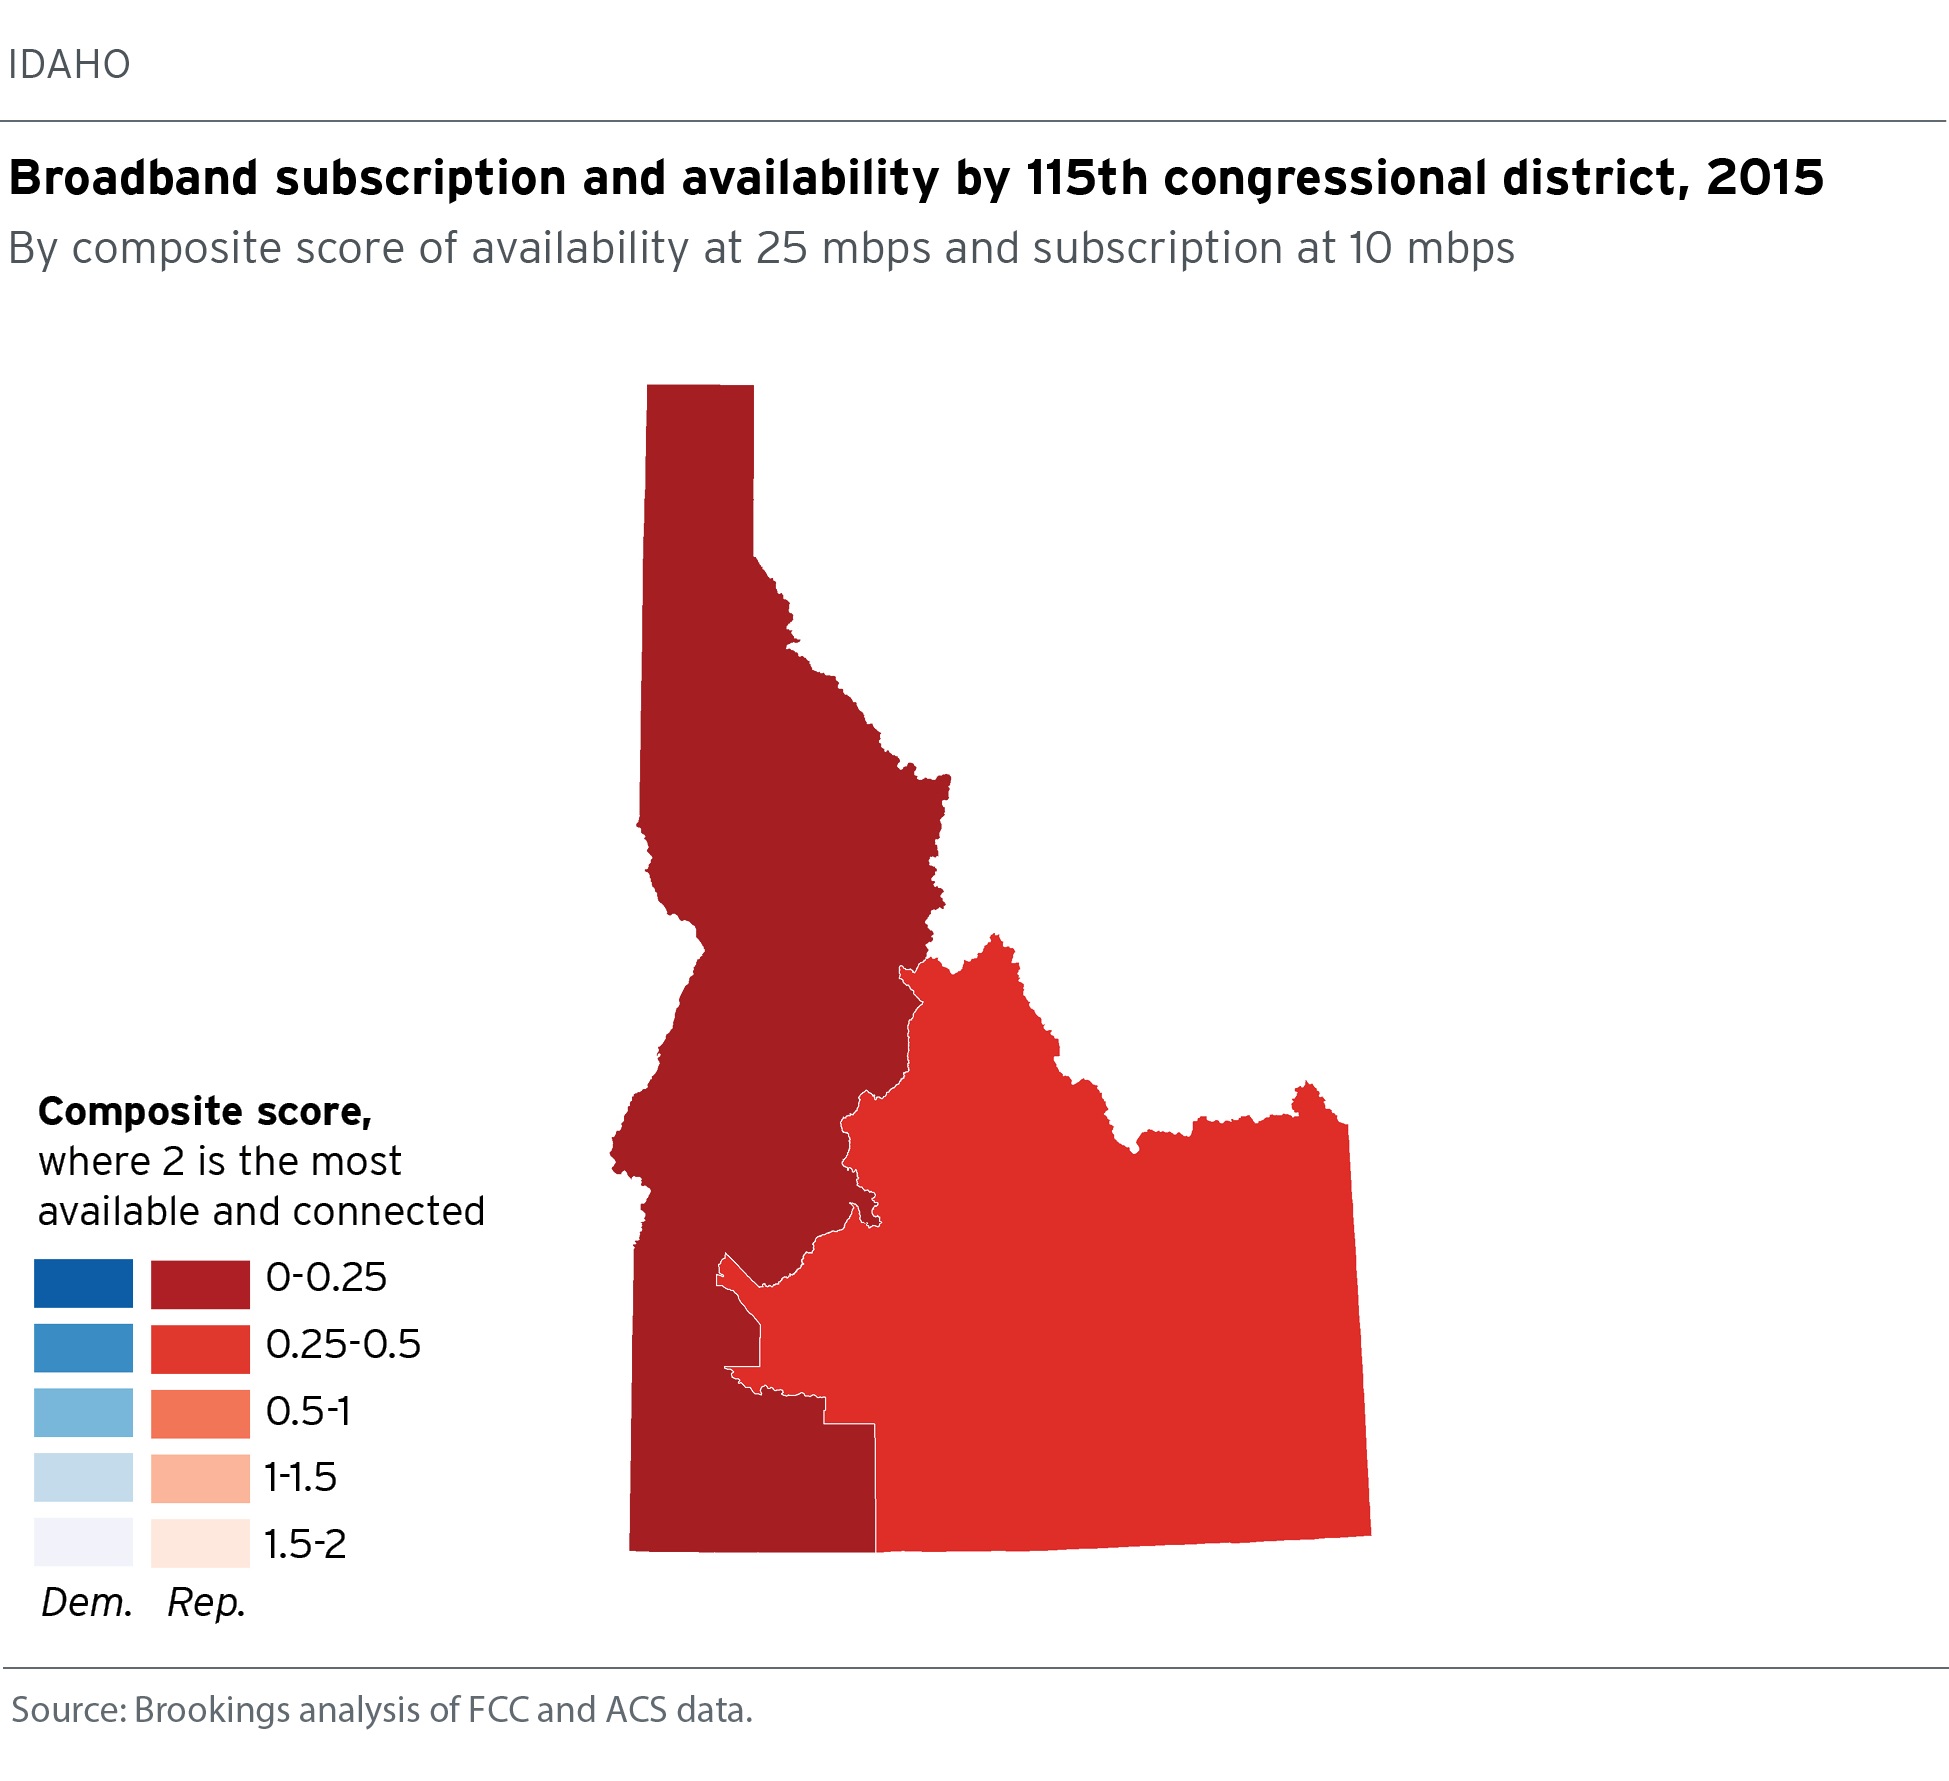 IDAHO
Broadband subscription and availability by 115th congressional district, 2015
By composite score of availability at 25 mbps and subscription at 10 mbps
Composite score,
where 2 is the most
available and connected
0-0.25
0.25-0.5
0.5-1
1-1.5
1.5-2
Dem. Rep.
Source: Brookings analysis of FCC and ACS data.